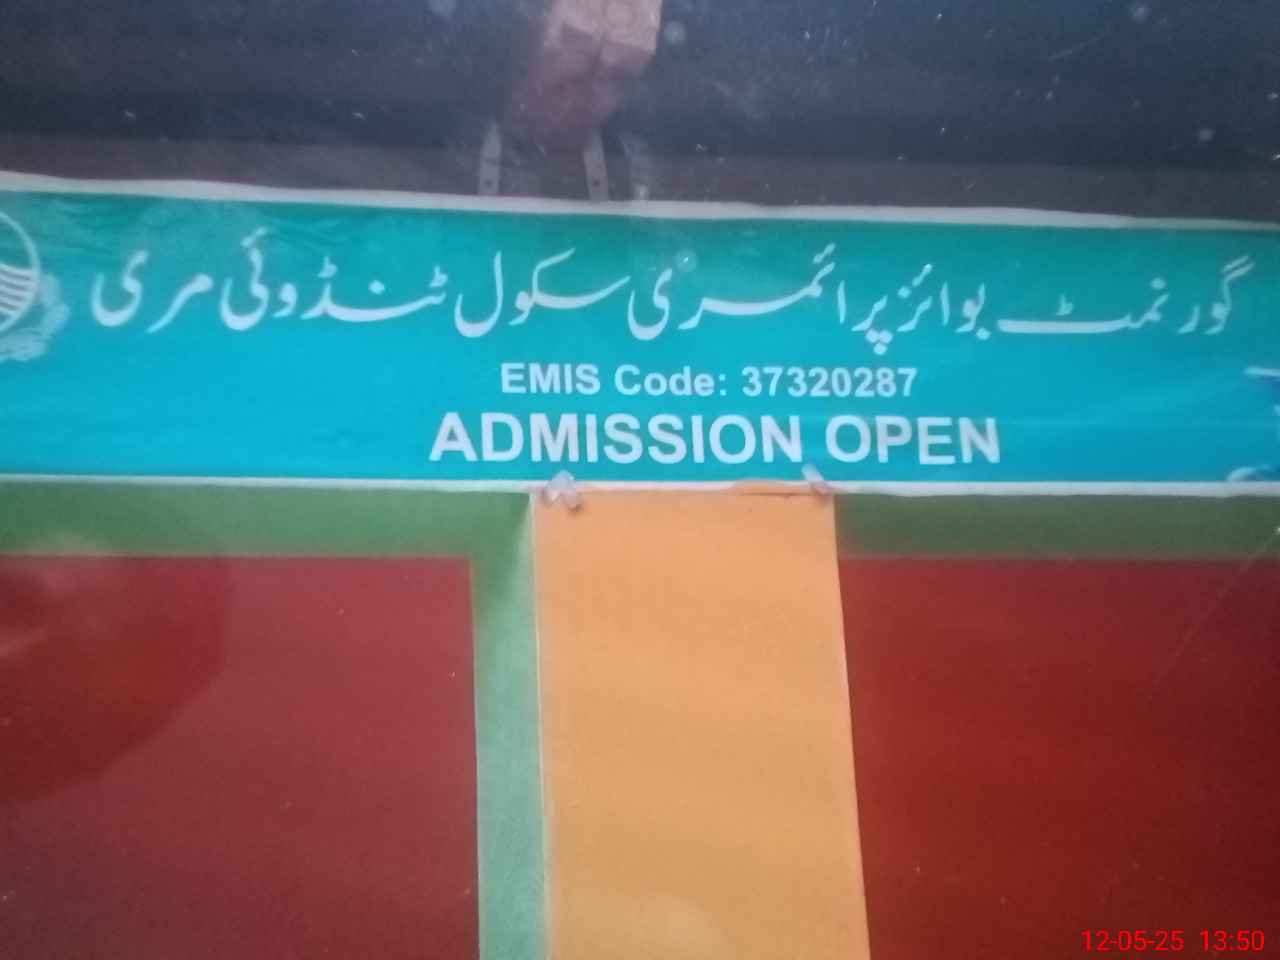 گورنمنٹ بوائز پرائمری سکول ٹنڈوئی مری
EMIS Code: 37320287
ADMISSION OPEN
12-05-25 13:50